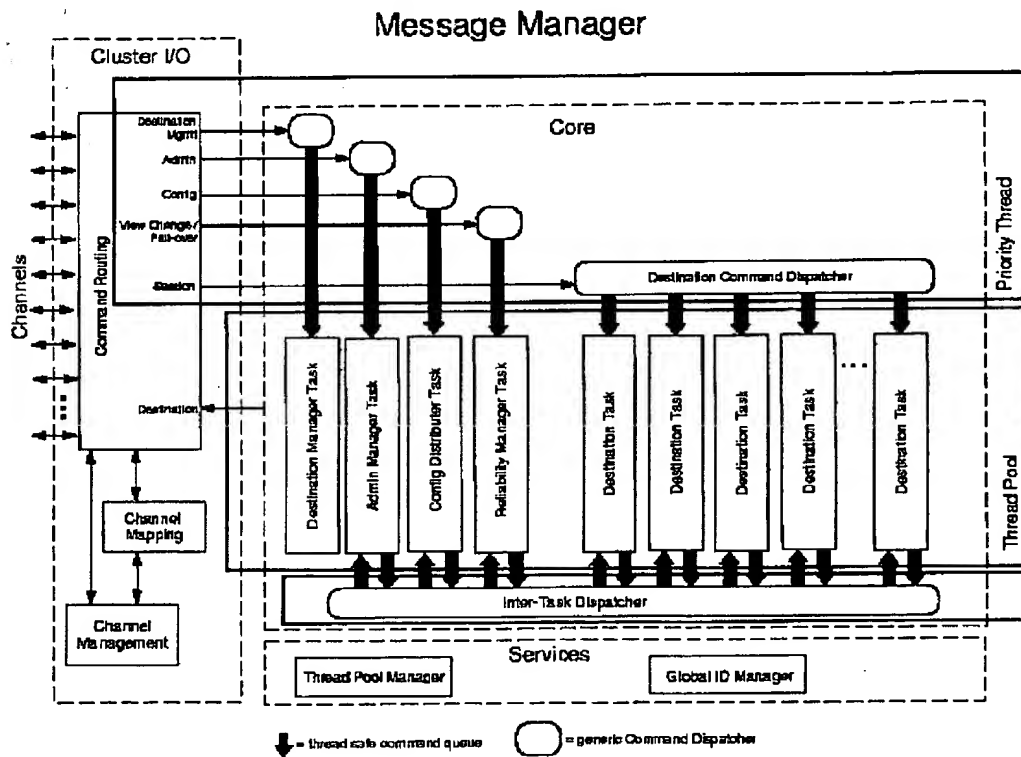 Message Manager
Cluster I/O
Core
Destination
Mgmt
Admin
Config
View Change/
Fail-over
Session
Destination
Command Routing
Channels
Channel
Mapping
Channel
Management
Destination Command Dispatcher
Priority Thread
Destination Manager Task
Admin Manager Task
Config Distributer Task
Reliability Manager Task
Destination Task
Destination Task
Destination Task
Destination Task
Destination Task
Thread Pool
Inter-Task Dispatcher
Services
Thread Pool Manager
Global ID Manager
= thread safe command queue
= generic Command Dispatcher